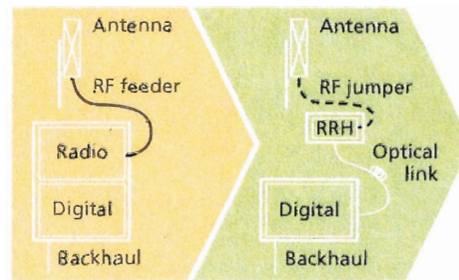 Antenna
RF feeder
Radio
Digital
Backhaul
Antenna
RF jumper
RRH
Optical
link
Digital
Backhaul